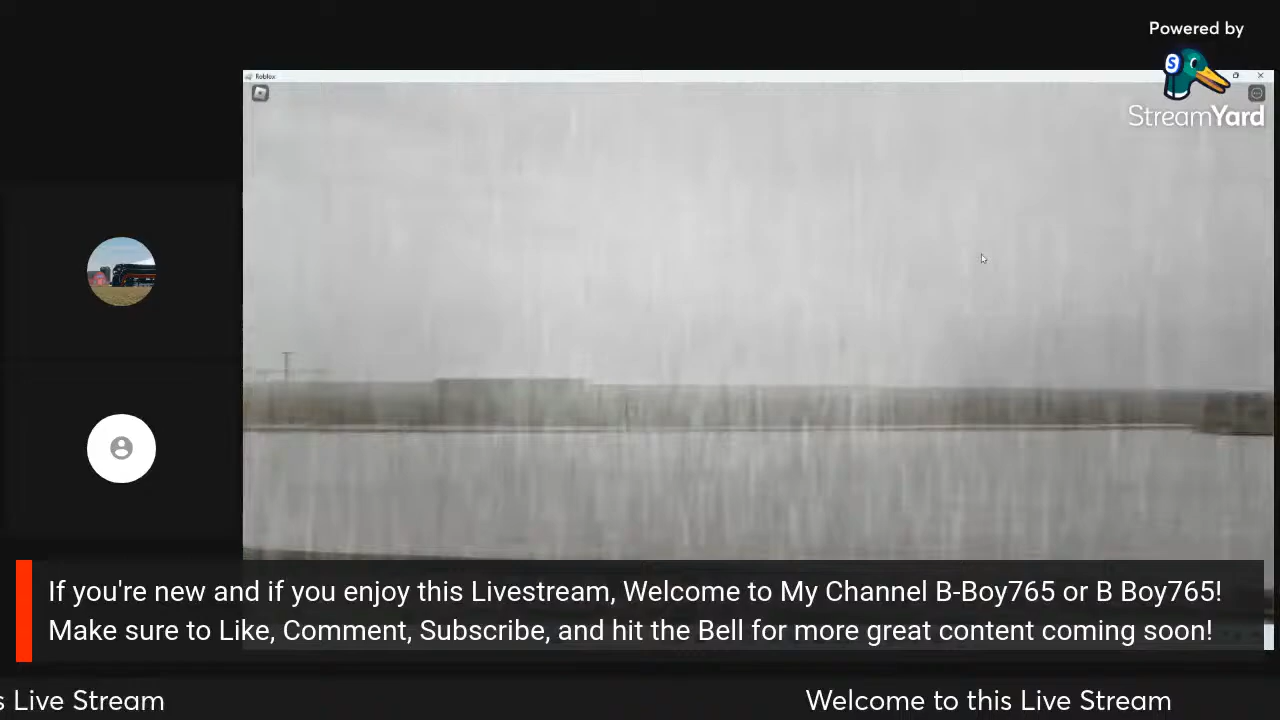 Powered by
Roblox
StreamYard
If you're new and if you enjoy this Livestream, Welcome to My Channel B-Boy765 or B Boy765!
Make sure to Like, Comment, Subscribe, and hit the Bell for more great content coming soon!
s Live Stream
Welcome to this Live Stream